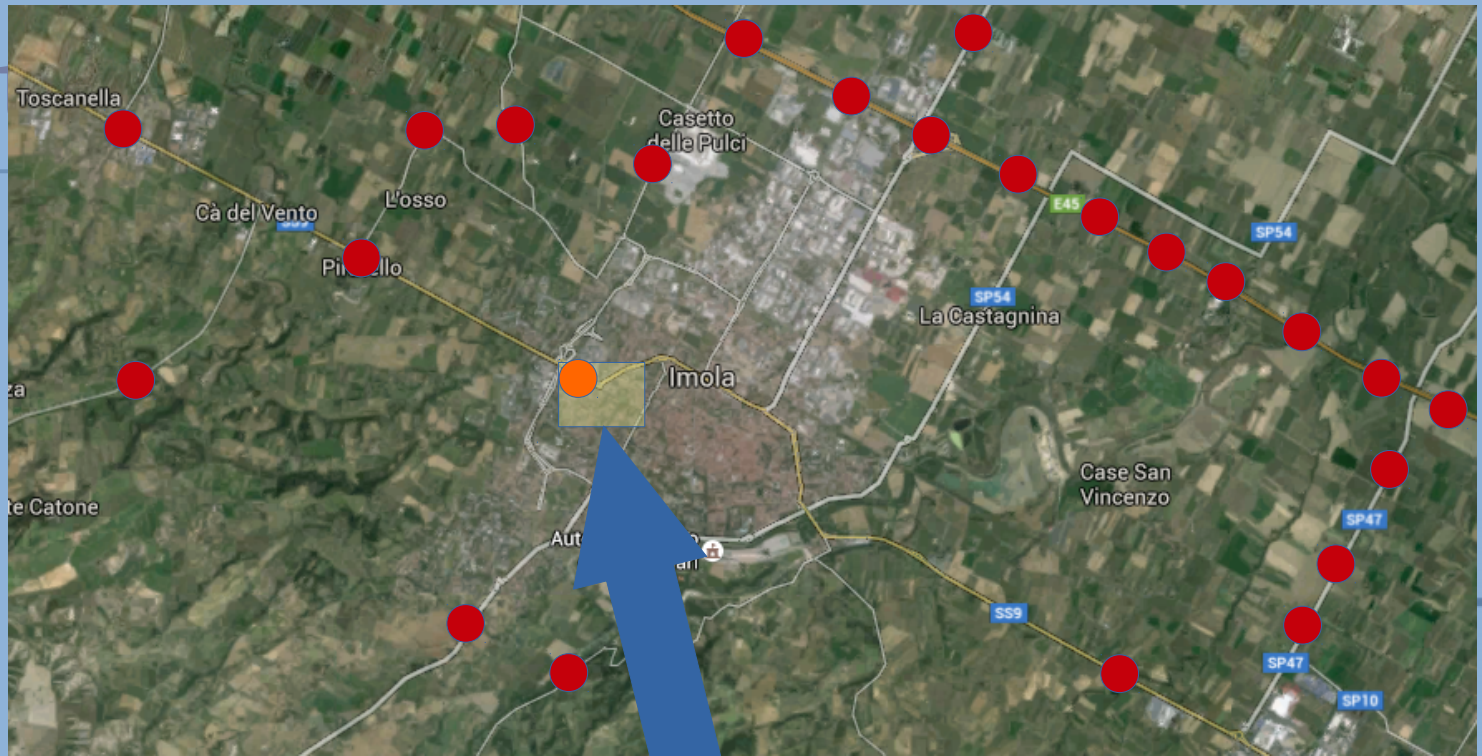 Toscanella
Casetto
delle Pulci
L'osso
Cà del Vento
SS9
E45
SP54
SP54
La Castagnina
Imola
za
Case San
Vincenzo
te Catone
SP47
SS9
SP47
SP10